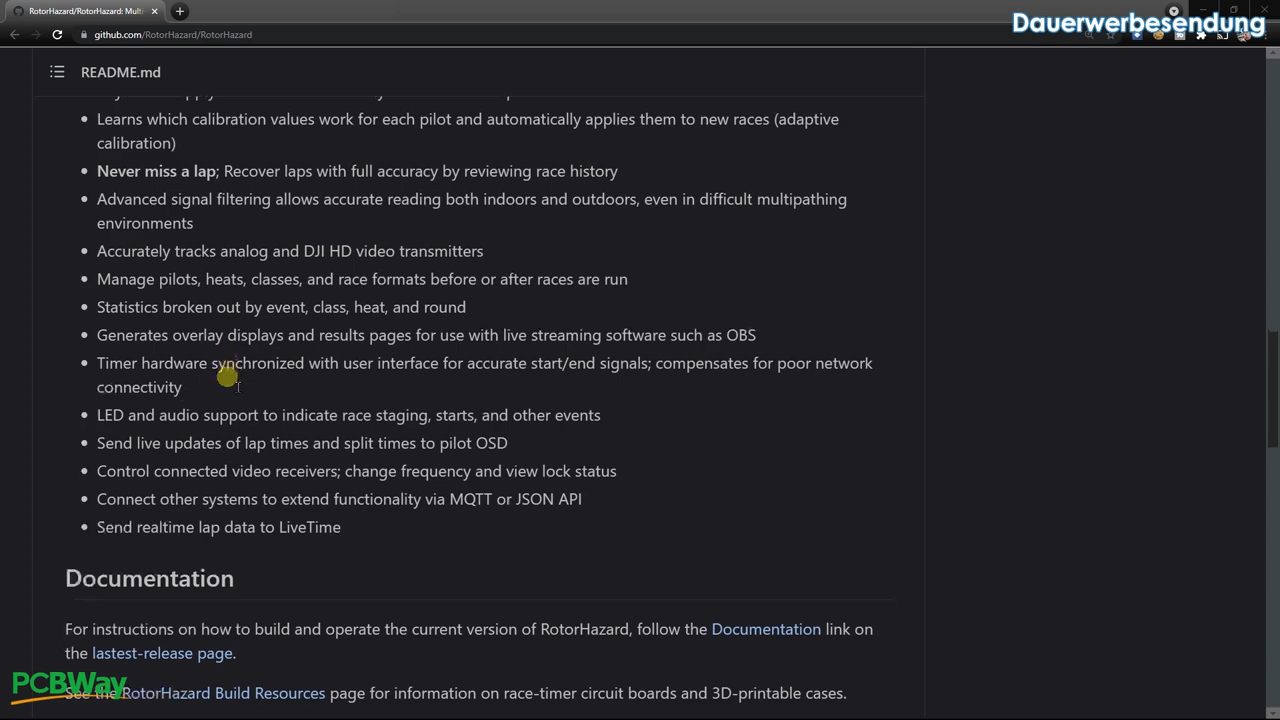 RotorHazard/RotorHazard: Multi
Dauerwerbesendung
github.com/RotorHazard/RotorHazard
README.md
Learns which calibration values work for each pilot and automatically applies them to new races (adaptive
calibration)
Never miss a lap; Recover laps with full accuracy by reviewing race history
Advanced signal filtering allows accurate reading both indoors and outdoors, even in difficult multipathing
environments
Accurately tracks analog and DJI HD video transmitters
Manage pilots, heats, classes, and race formats before or after races are run
Statistics broken out by event, class, heat, and round
Generates overlay displays and results pages for use with live streaming software such as OBS
Timer hardware synchronized with user interface for accurate start/end signals; compensates for poor network
connectivity
LED and audio support to indicate race staging, starts, and other events
Send live updates of lap times and split times to pilot OSD
Control connected video receivers; change frequency and view lock status
Connect other systems to extend functionality via MQTT or JSON API
Send realtime lap data to LiveTime
Documentation
For instructions on how to build and operate the current version of RotorHazard, follow the Documentation link on
the lastest-release page.
See the RotorHazard Build Resources page for information on race-timer circuit boards and 3D-printable cases.
PCBWay